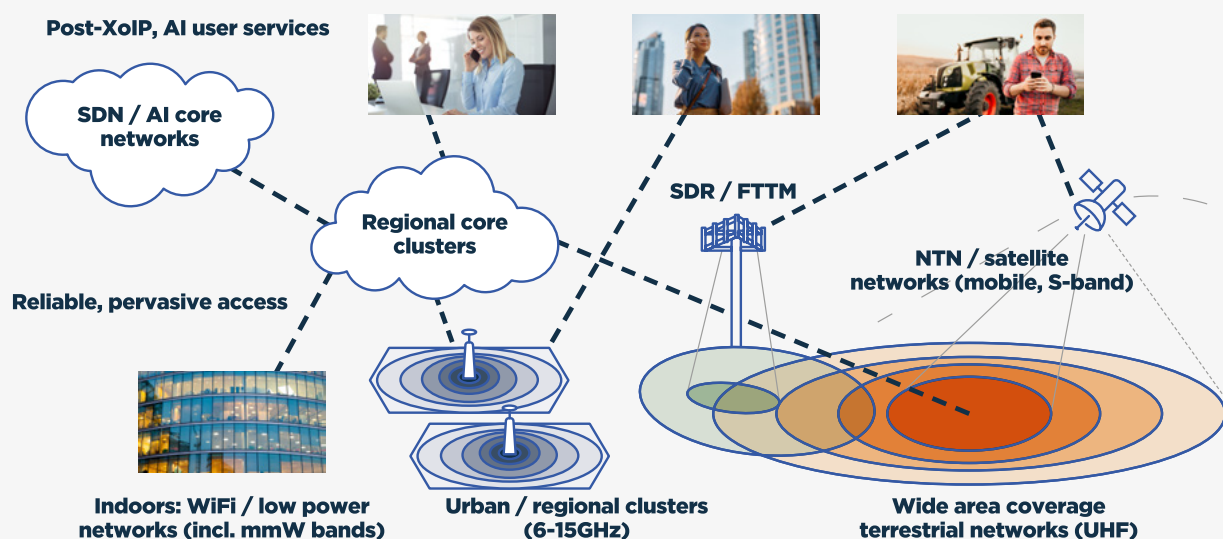 Post-XoIP, AI user services
SDN / AI core
networks
Regional core
clusters
SDR / FTTM
NTN / satellite
networks (mobile, S-band)
Reliable, pervasive access
Indoors: WiFi / low power
networks (incl. mmW bands)
Urban / regional clusters
(6-15GHz)
Wide area coverage
terrestrial networks (UHF)